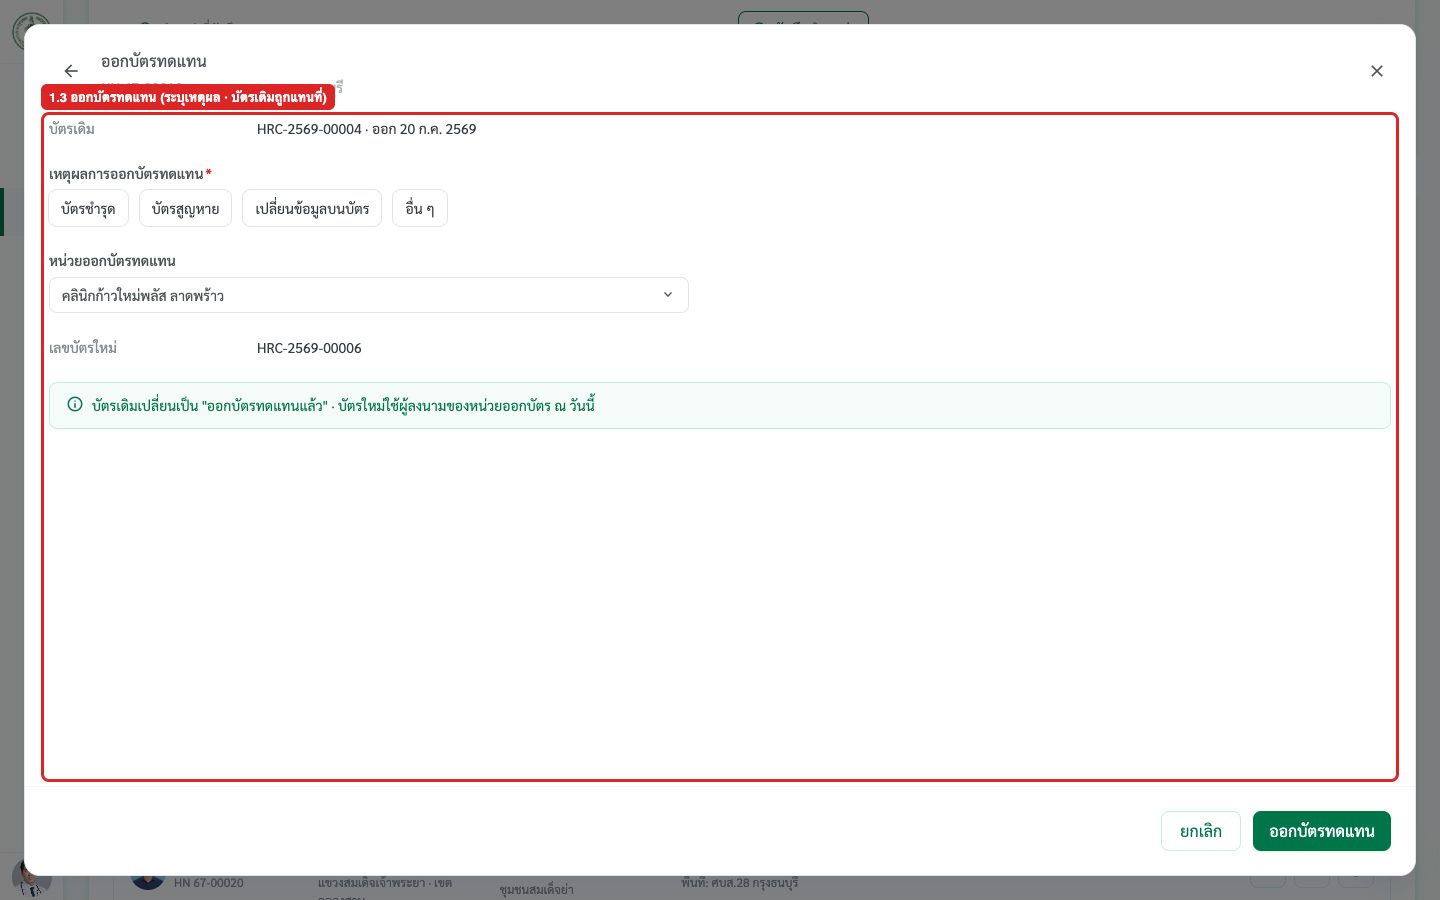 ออกบัตรทดแทน
1.3 ออกบัตรทดแทน (ระบุเหตุผล · บัตรเดิมถูกแทนที่)
บัตรเดิม HRC-2569-00004 · ออก 20 ก.ค. 2569
เหตุผลการออกบัตรทดแทน*
บัตรชำรุด บัตรสูญหาย เปลี่ยนข้อมูลบนบัตร อื่น ๆ
หน่วยออกบัตรทดแทน
คลินิกก้าวใหม่พลัส ลาดพร้าว
เลขบัตรใหม่ HRC-2569-00006
บัตรเดิมเปลี่ยนเป็น "ออกบัตรทดแทนแล้ว" · บัตรใหม่ใช้ผู้ลงนามของหน่วยออกบัตร ณ วันนี้
ยกเลิก ออกบัตรทดแทน
HN 67-00020 แขวงสมเด็จเจ้าพระยา · เขต ชุมชนสมเด็จย่า พื้นที่: ศบส.28 กรุงธนบุรี